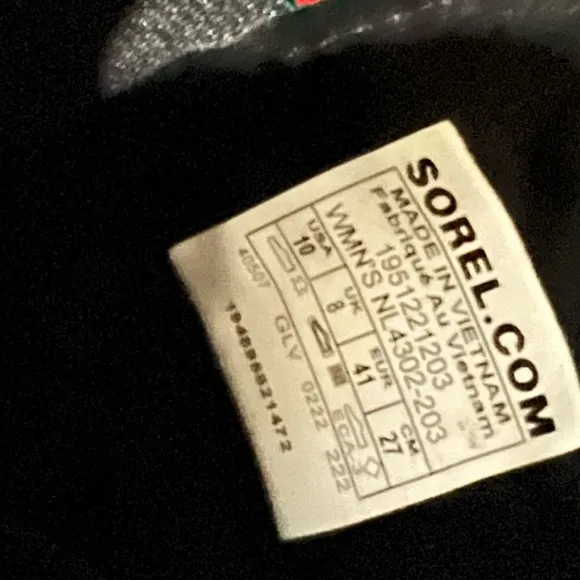 SOREL.COM
MADE IN VIETNAM
Fabriqué Au Vietnam
1951221203
WMN'S NL4302-203
USA UK EUR CM
10 8 41 27
40507 GLV 0222 222